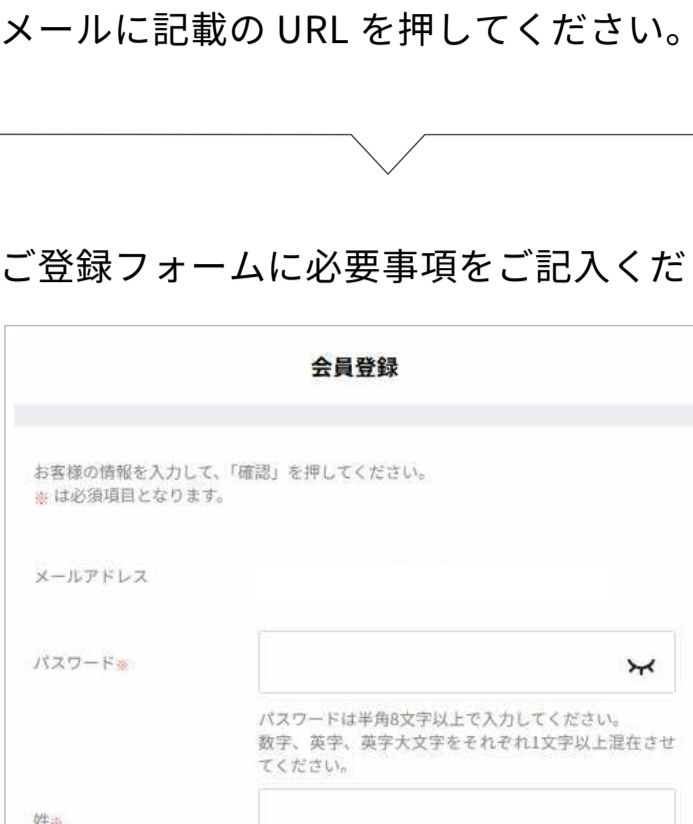 メールに記載の URL を押してください。
ご登録フォームに必要事項をご記入くだ
会員登録
お客様の情報を入力して、「確認」を押してください。
※ は必須項目となります。
メールアドレス
パスワード※
パスワードは半角8文字以上で入力してください。
数字、英字、英字大文字をそれぞれ1文字以上混在させ
てください。
姓※